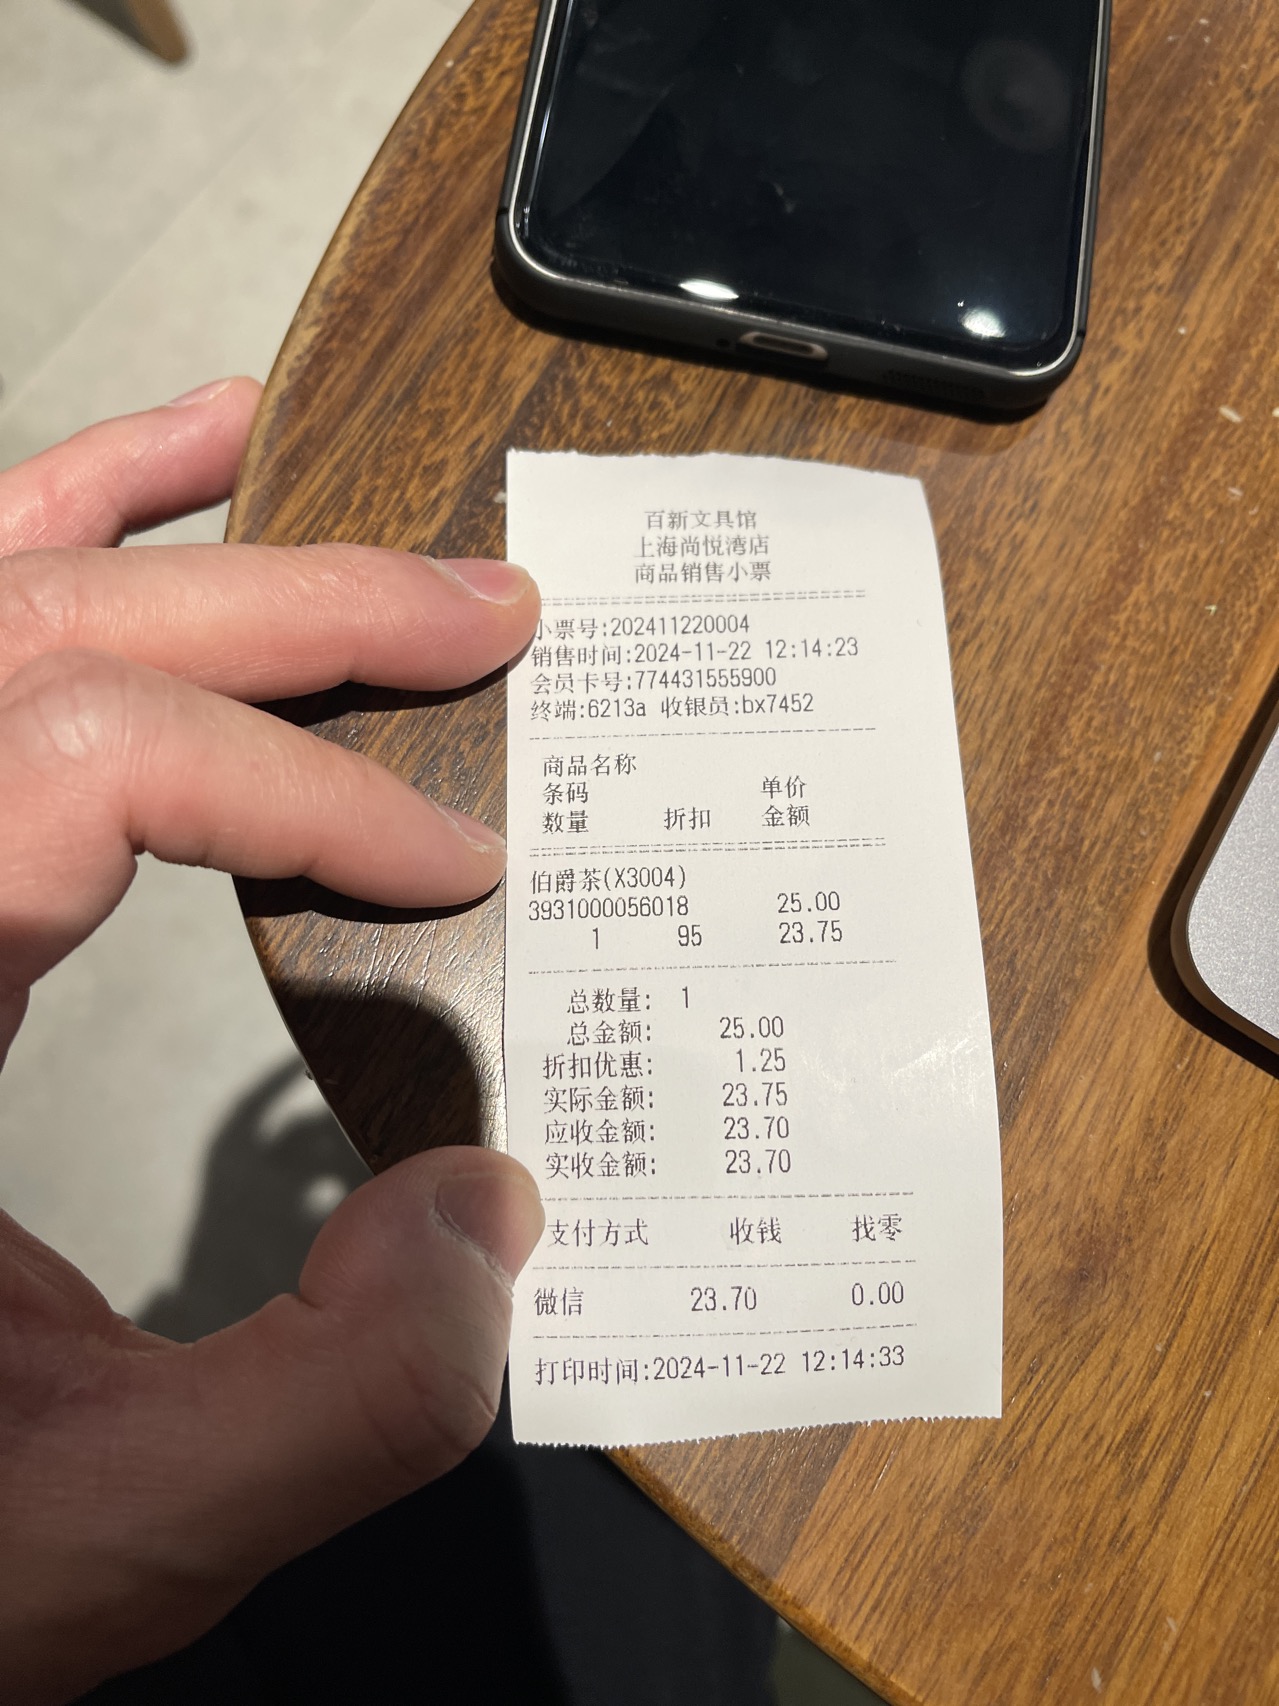 百新文具馆
上海尚悦湾店
商品销售小票
小票号:202411220004
销售时间:2024-11-22 12:14:23
会员卡号:774431555900
终端:6213a 收银员:bx7452
商品名称
条码 单价
数量 折扣 金额
伯爵茶(X3004)
3931000056018 25.00
1 95 23.75
总数量: 1
总金额: 25.00
折扣优惠: 1.25
实际金额: 23.75
应收金额: 23.70
实收金额: 23.70
支付方式 收钱 找零
微信 23.70 0.00
打印时间:2024-11-22 12:14:33